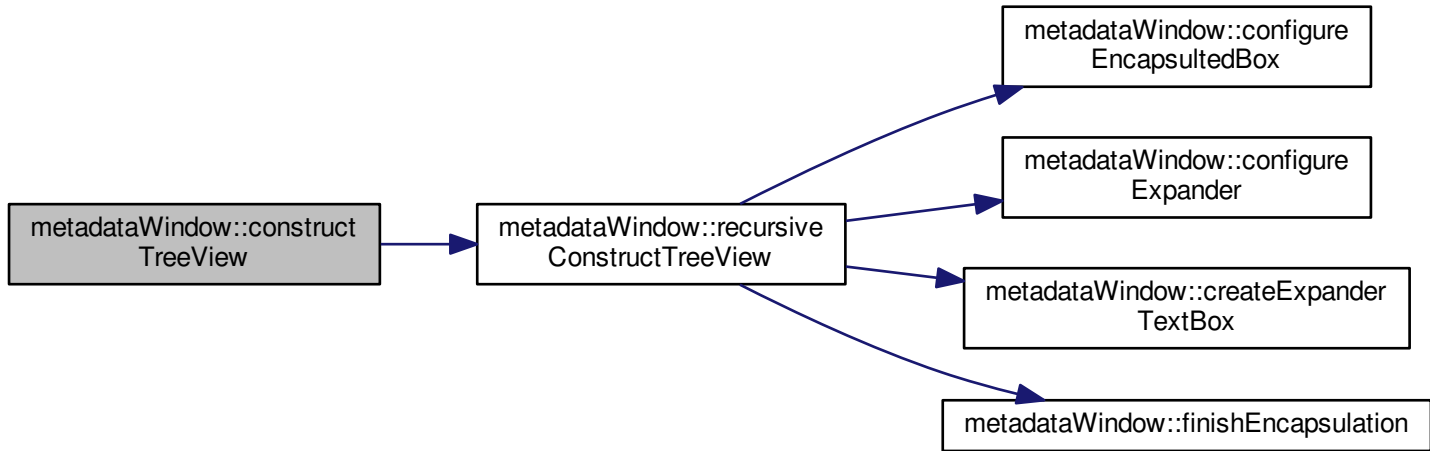 metadataWindow::construct
TreeView
metadataWindow::recursive
ConstructTreeView
metadataWindow::configure
EncapsultedBox
metadataWindow::configure
Expander
metadataWindow::createExpander
TextBox
metadataWindow::finishEncapsulation